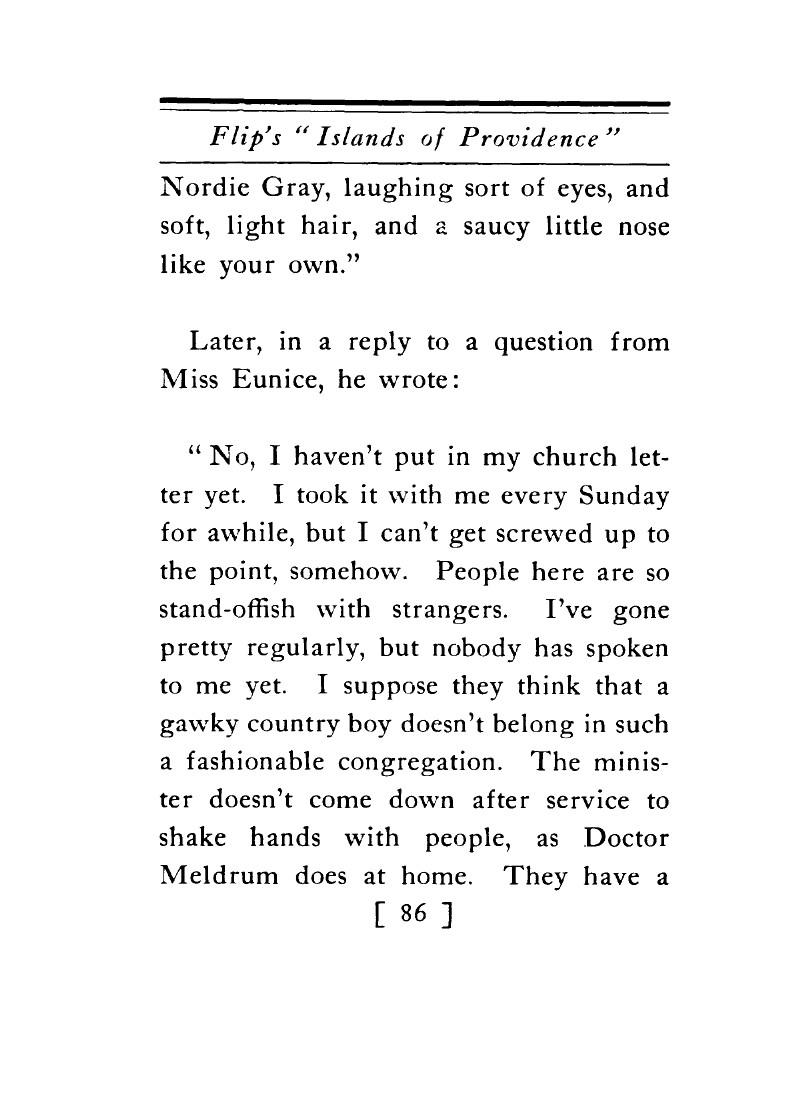 Flip's “Islands of Providence”
Nordie Gray, laughing sort of eyes, and
soft, light hair, and a saucy little nose
like your own.”
Later, in a reply to a question from
Miss Eunice, he wrote:
“No, I haven't put in my church let-
ter yet. I took it with me every Sunday
for awhile, but I can't get screwed up to
the point, somehow. People here are so
stand-offish with strangers. I've gone
pretty regularly, but nobody has spoken
to me yet. I suppose they think that a
gawky country boy doesn't belong in such
a fashionable congregation. The minis-
ter doesn't come down after service to
shake hands with people, as Doctor
Meldrum does at home. They have a
[ 86 ]